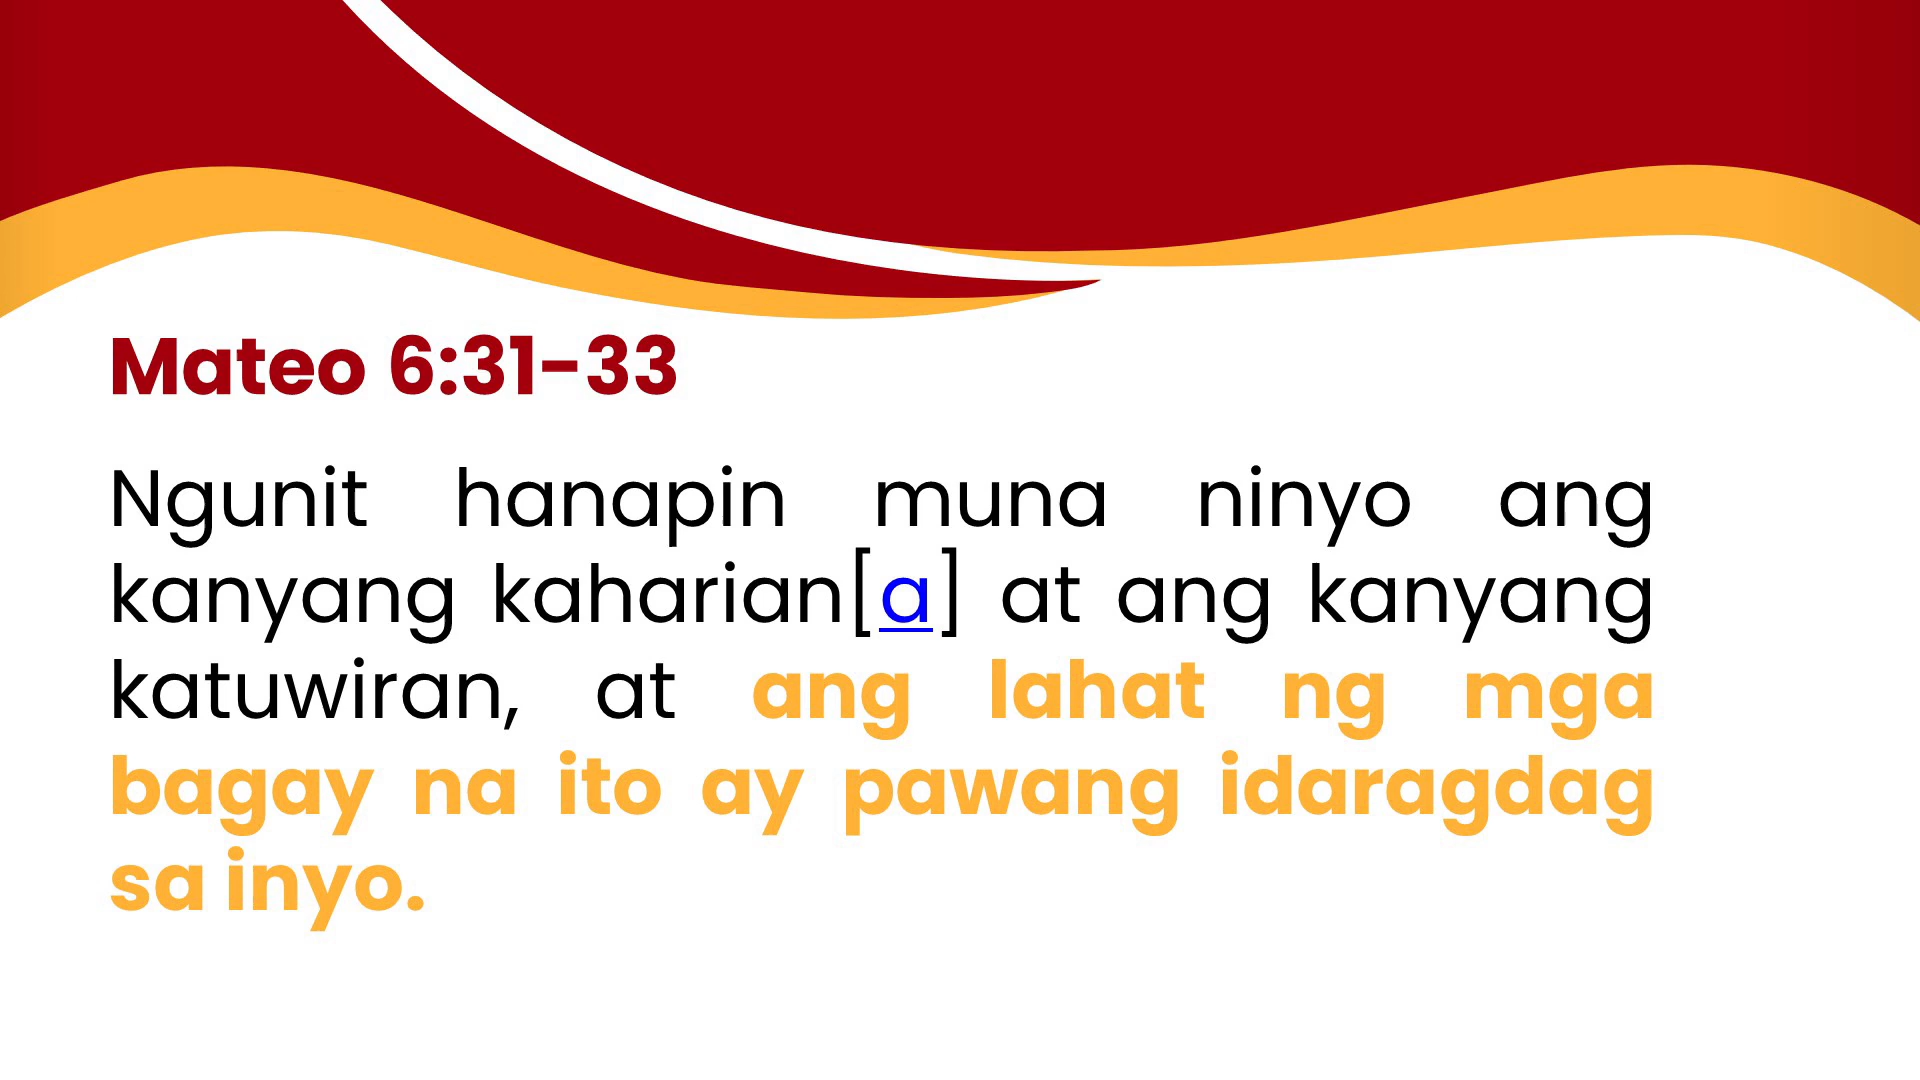 Mateo 6:31-33
Ngunit hanapin muna ninyo ang
kanyang kaharian[a] at ang kanyang
katuwiran, at ang lahat ng mga
bagay na ito ay pawang idaragdag
sa inyo.